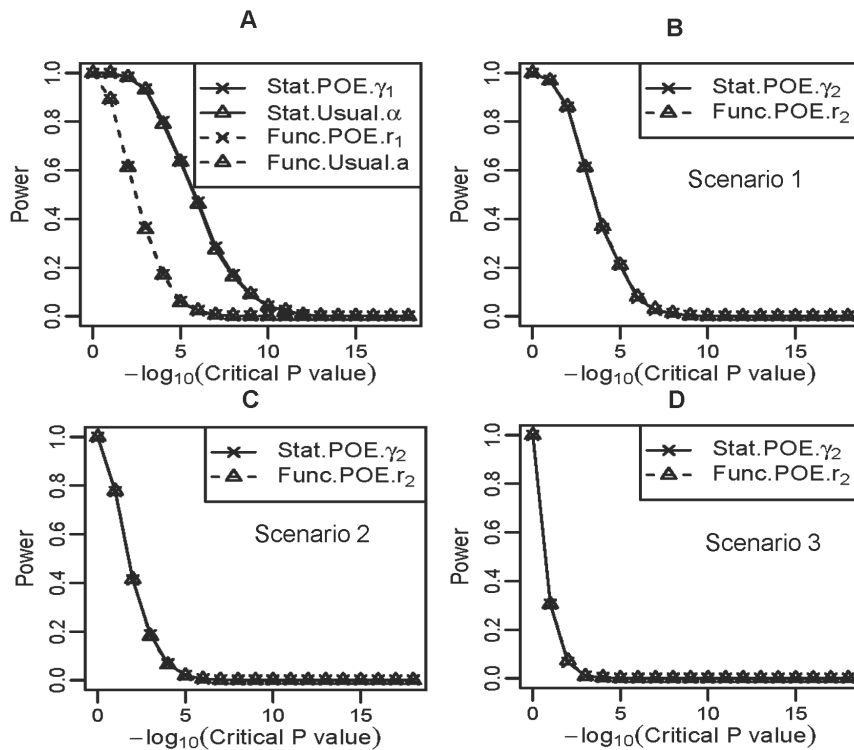 A
Power
1.0
0.8
0.6
0.4
0.2
0.0
Stat.POE.γ1
Stat.Usual.α
Func.POE.r1
Func.Usual.a
0 5 10 15
−log10(Critical P value)
B
Power
1.0
0.8
0.6
0.4
0.2
0.0
Stat.POE.γ2
Func.POE.r2
Scenario 1
0 5 10 15
−log10(Critical P value)
C
Power
1.0
0.8
0.6
0.4
0.2
0.0
Stat.POE.γ2
Func.POE.r2
Scenario 2
0 5 10 15
−log10(Critical P value)
D
Power
1.0
0.8
0.6
0.4
0.2
0.0
Stat.POE.γ2
Func.POE.r2
Scenario 3
0 5 10 15
−log10(Critical P value)